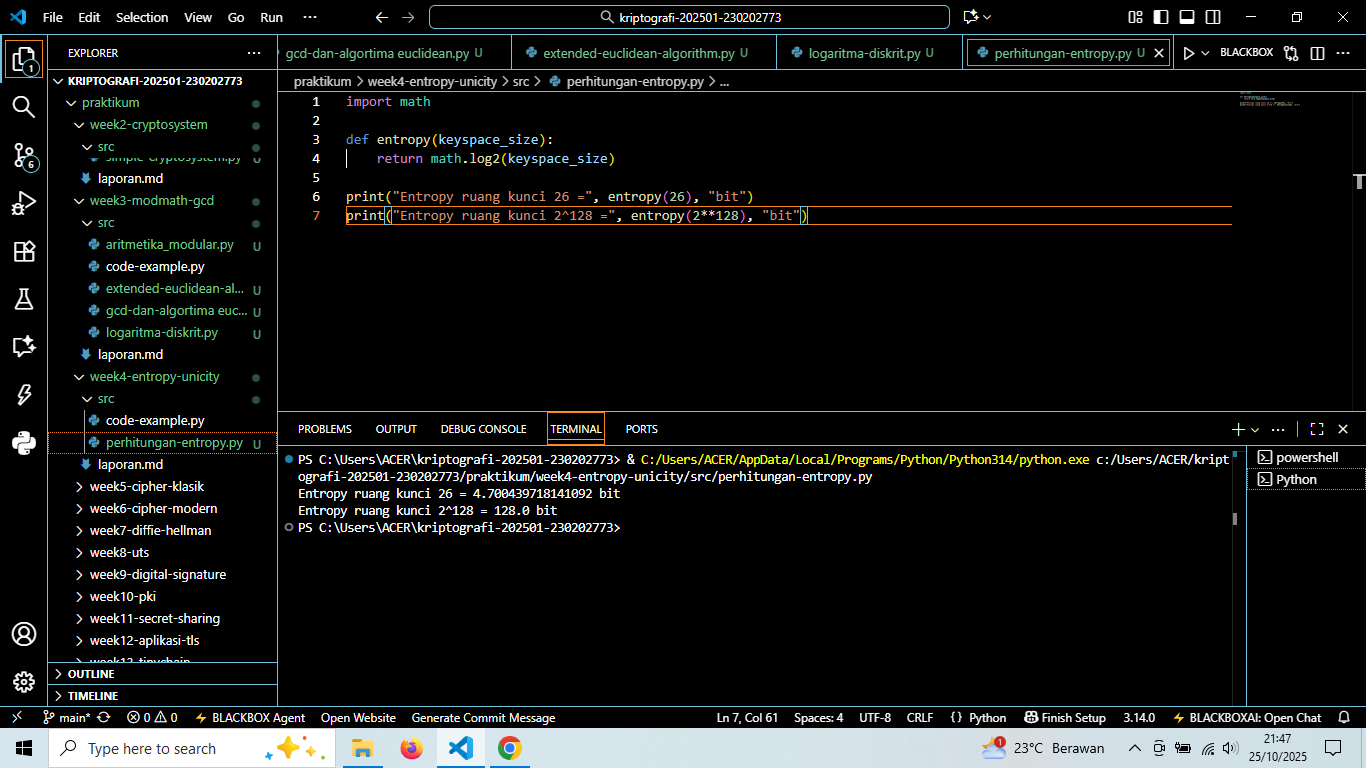 File Edit Selection View Go Run ··· kriptografi-202501-230202773
EXPLORER ···
KRIPTOGRAFI-202501-230202773
praktikum
week2-cryptosystem
src
simple-cryptosystem.py U
laporan.md
week3-modmath-gcd
src
aritmetika_modular.py U
code-example.py
extended-euclidean-al... U
gcd-dan-algortima euc... U
logaritma-diskrit.py U
laporan.md
week4-entropy-unicity
src
code-example.py
perhitungan-entropy.py U
laporan.md
week5-cipher-klasik
week6-cipher-modern
week7-diffie-hellman
week8-uts
week9-digital-signature
week10-pki
week11-secret-sharing
week12-aplikasi-tls
week13-tinychain
OUTLINE
TIMELINE
1
6
gcd-dan-algortima euclidean.py U extended-euclidean-algorithm.py U logaritma-diskrit.py U perhitungan-entropy.py U BLACKBOX ···
praktikum > week4-entropy-unicity > src > perhitungan-entropy.py > ...
1 import math
2
3 def entropy(keyspace_size):
4 return math.log2(keyspace_size)
5
6 print("Entropy ruang kunci 26 =", entropy(26), "bit")
7 print("Entropy ruang kunci 2^128 =", entropy(2**128), "bit")
PROBLEMS OUTPUT DEBUG CONSOLE TERMINAL PORTS
PS C:\Users\ACER\kriptografi-202501-230202773> & C:/Users/ACER/AppData/Local/Programs/Python/Python314/python.exe c:/Users/ACER/kript
ografi-202501-230202773/praktikum/week4-entropy-unicity/src/perhitungan-entropy.py
Entropy ruang kunci 26 = 4.700439718141092 bit
Entropy ruang kunci 2^128 = 128.0 bit
PS C:\Users\ACER\kriptografi-202501-230202773>
powershell
Python
main* 0 0 BLACKBOX Agent Open Website Generate Commit Message Ln 7, Col 61 Spaces: 4 UTF-8 CRLF {} Python Finish Setup 3.14.0 BLACKBOXAI: Open Chat
Type here to search 1 23°C Berawan 21:47
25/10/2025